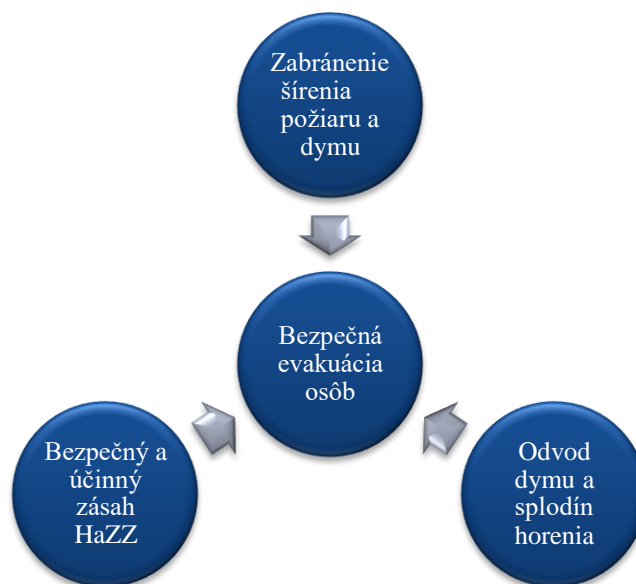 Zabránenie
šírenia
požiaru a
dymu
Bezpečná
evakuácia
osôb
Bezpečný a
účinný
zásah
HaZZ
Odvod
dymu a
splodín
horenia